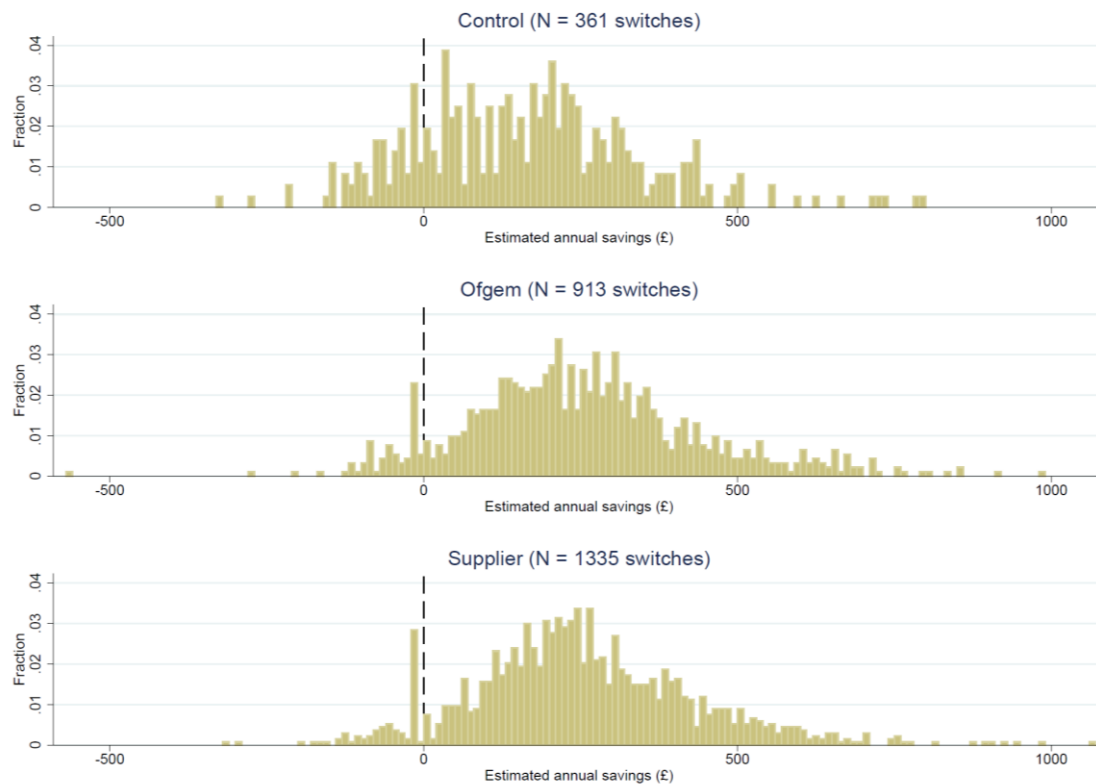 Control (N = 361 switches)
.04
.03
.02
.01
0
Fraction
-500 0 500 1000
Estimated annual savings (£)
Ofgem (N = 913 switches)
.04
.03
.02
.01
0
Fraction
-500 0 500 1000
Estimated annual savings (£)
Supplier (N = 1335 switches)
.04
.03
.02
.01
0
Fraction
-500 0 500 1000
Estimated annual savings (£)